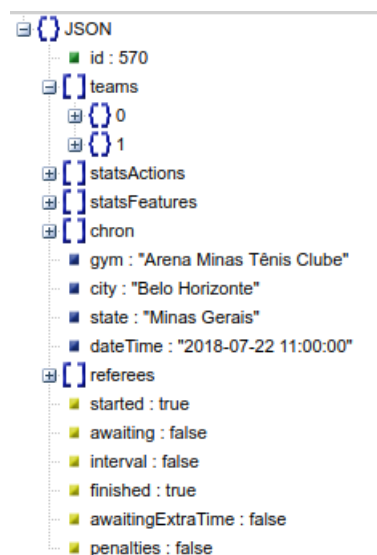 JSON
id : 570
teams
0
1
statsActions
statsFeatures
chron
gym : "Arena Minas Tênis Clube"
city : "Belo Horizonte"
state : "Minas Gerais"
dateTime : "2018-07-22 11:00:00"
referees
started : true
awaiting : false
interval : false
finished : true
awaitingExtraTime : false
penalties : false